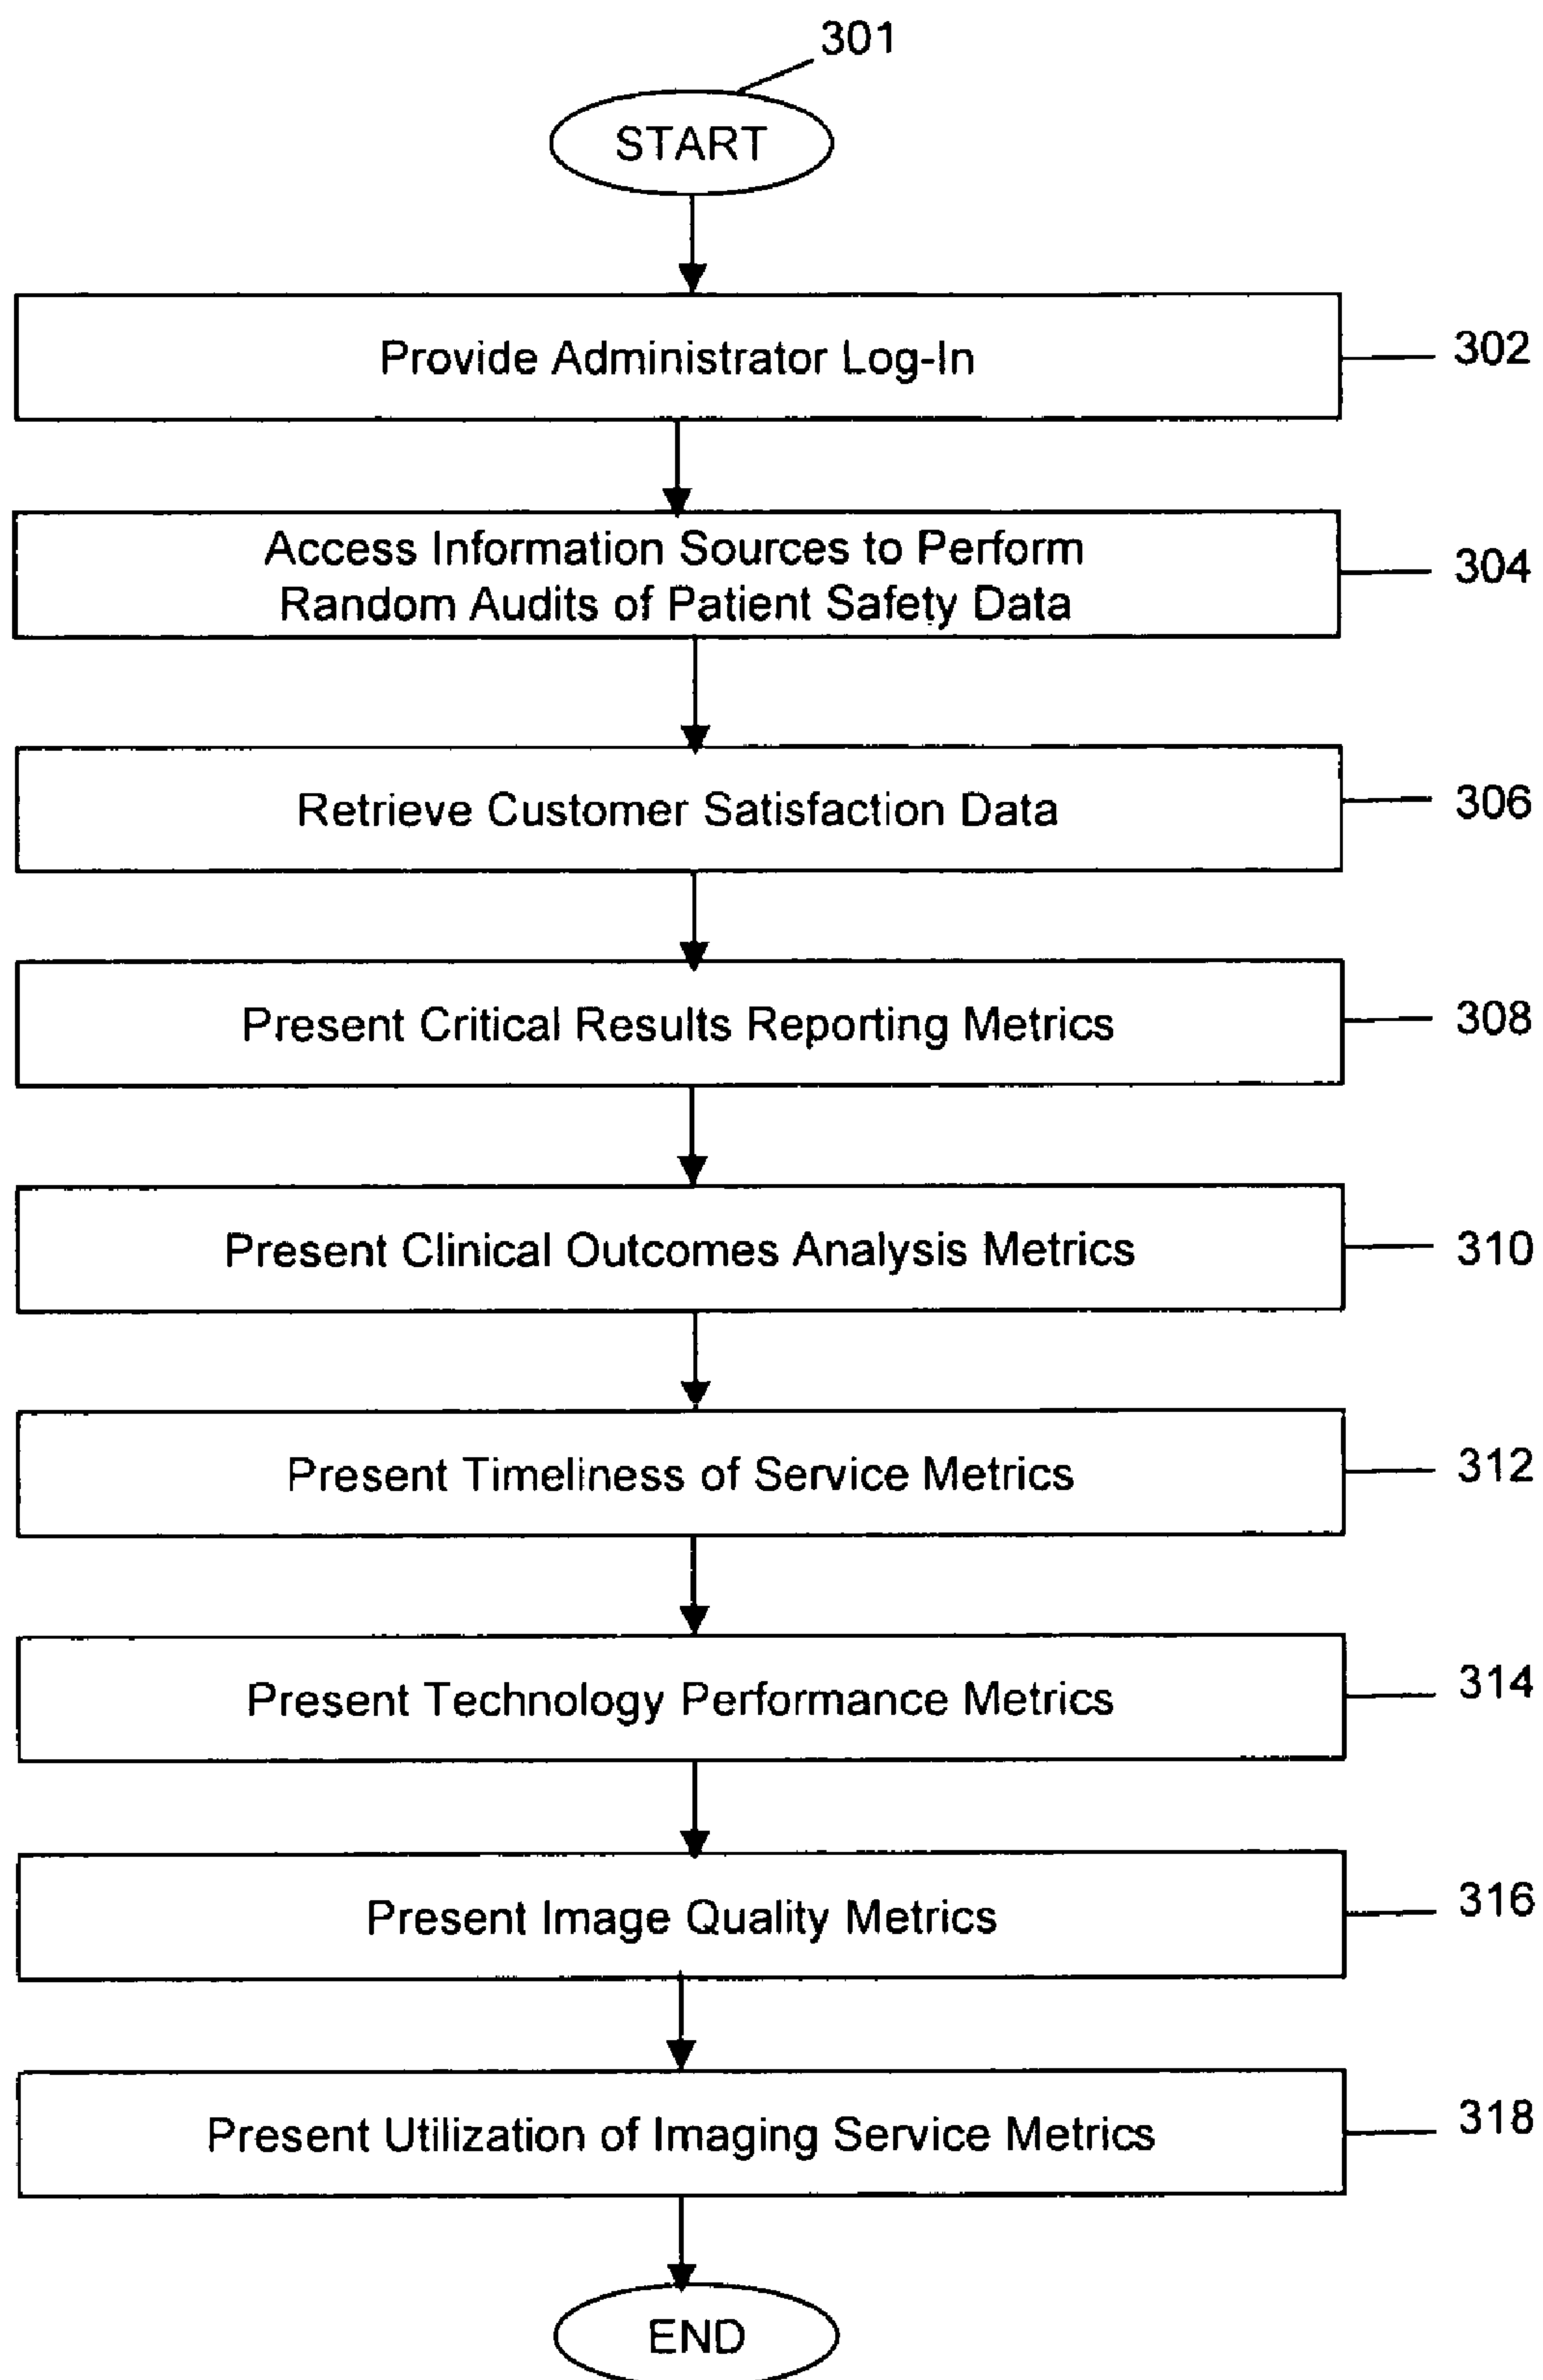 301
START
Provide Administrator Log-In
302
Access Information Sources to Perform
Random Audits of Patient Safety Data
304
Retrieve Customer Satisfaction Data
306
Present Critical Results Reporting Metrics
308
Present Clinical Outcomes Analysis Metrics
310
Present Timeliness of Service Metrics
312
Present Technology Performance Metrics
314
Present Image Quality Metrics
316
Present Utilization of Imaging Service Metrics
318
END